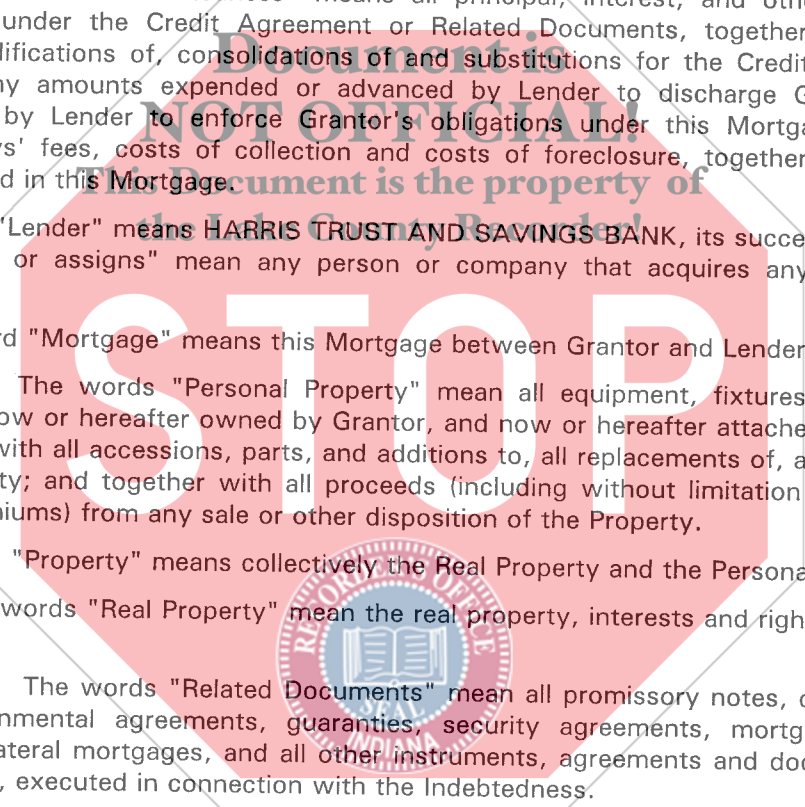 means all principal, interest, and
under the Credit Agreement or Related Documents, together
lifications of, consolidations of and substitutions for the Credit
ny amounts expended or advanced by Lender to discharge G
by Lender to enforce Grantor's obligations under this Mortga
ys' fees, costs of collection and costs of foreclosure, together
d in this Mortgage.
"Lender" means HARRIS TRUST AND SAVINGS BANK, its succe
or assigns" mean any person or company that acquires any
rd "Mortgage" means this Mortgage between Grantor and Lender
The words "Personal Property" mean all equipment, fixtures
ow or hereafter owned by Grantor, and now or hereafter attache
with all accessions, parts, and additions to, all replacements of, a
ty; and together with all proceeds (including without limitation
niums) from any sale or other disposition of the Property.
"Property" means collectively the Real Property and the Persona
words "Real Property" mean the real property, interests and righ
The words "Related Documents" mean all promissory notes, c
nmental agreements, guaranties, security agreements, mortg
ateral mortgages, and all other instruments, agreements and doc
, executed in connection with the Indebtedness.
Document is
NOT OFFICIAL!
This Document is the property of
the Lake County Recorder!
STOP
RECORDER'S OFFICE
SEAL
INDIANA